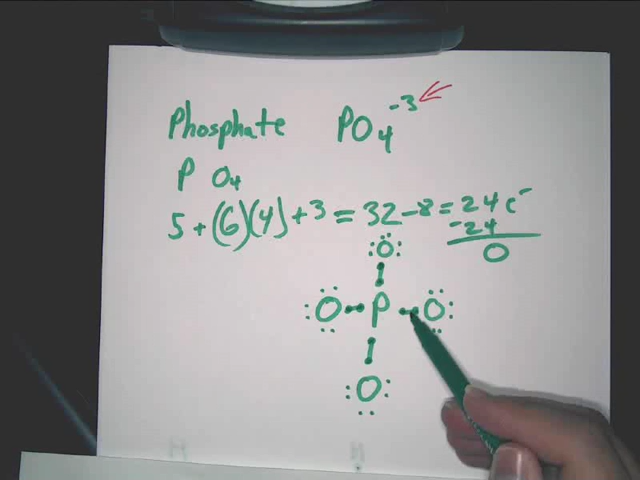 Phosphate PO₄⁻³
P O₄
5 + (6)(4) + 3 = 32 - 8 = 24 e⁻
-24
0
O
O P O
O